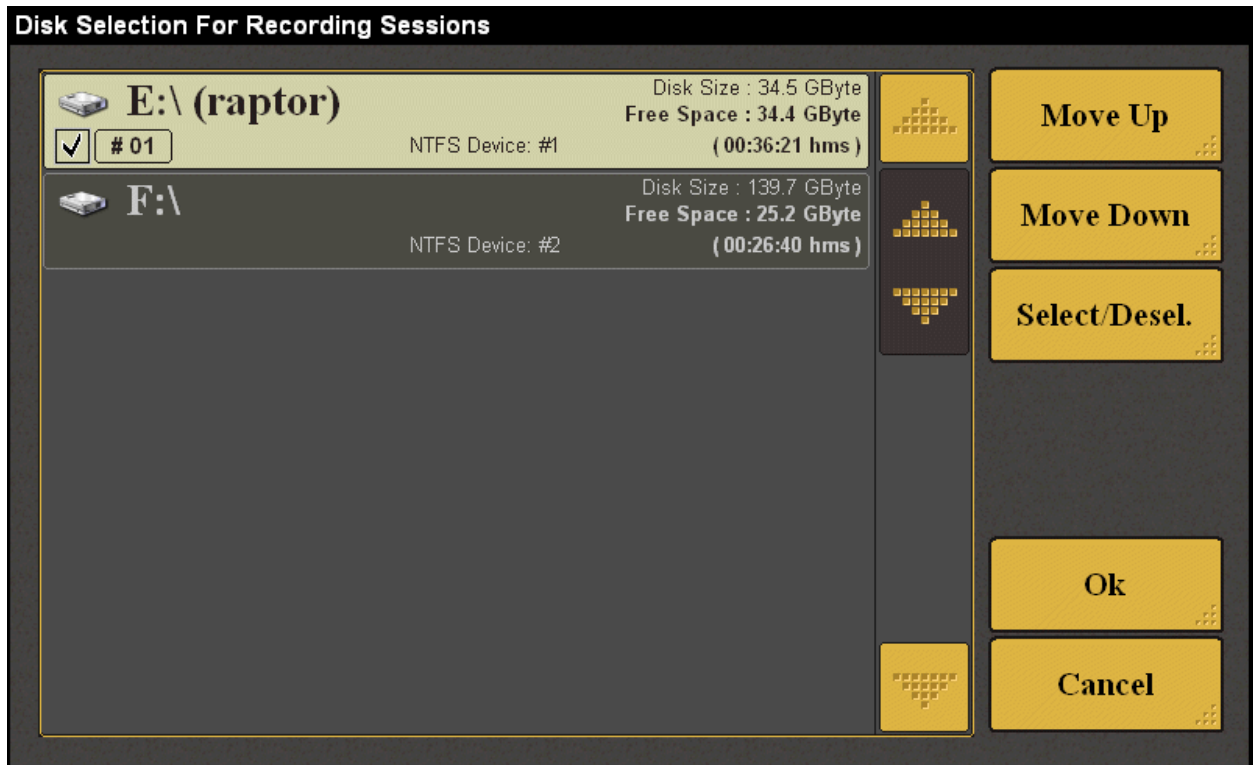 Disk Selection For Recording Sessions
E:\ (raptor)
Disk Size : 34.5 GByte
Free Space : 34.4 GByte
# 01
NTFS Device: #1
( 00:36:21 hms )
F:\
Disk Size : 139.7 GByte
Free Space : 25.2 GByte
NTFS Device: #2
( 00:26:40 hms )
Move Up
Move Down
Select/Desel.
Ok
Cancel